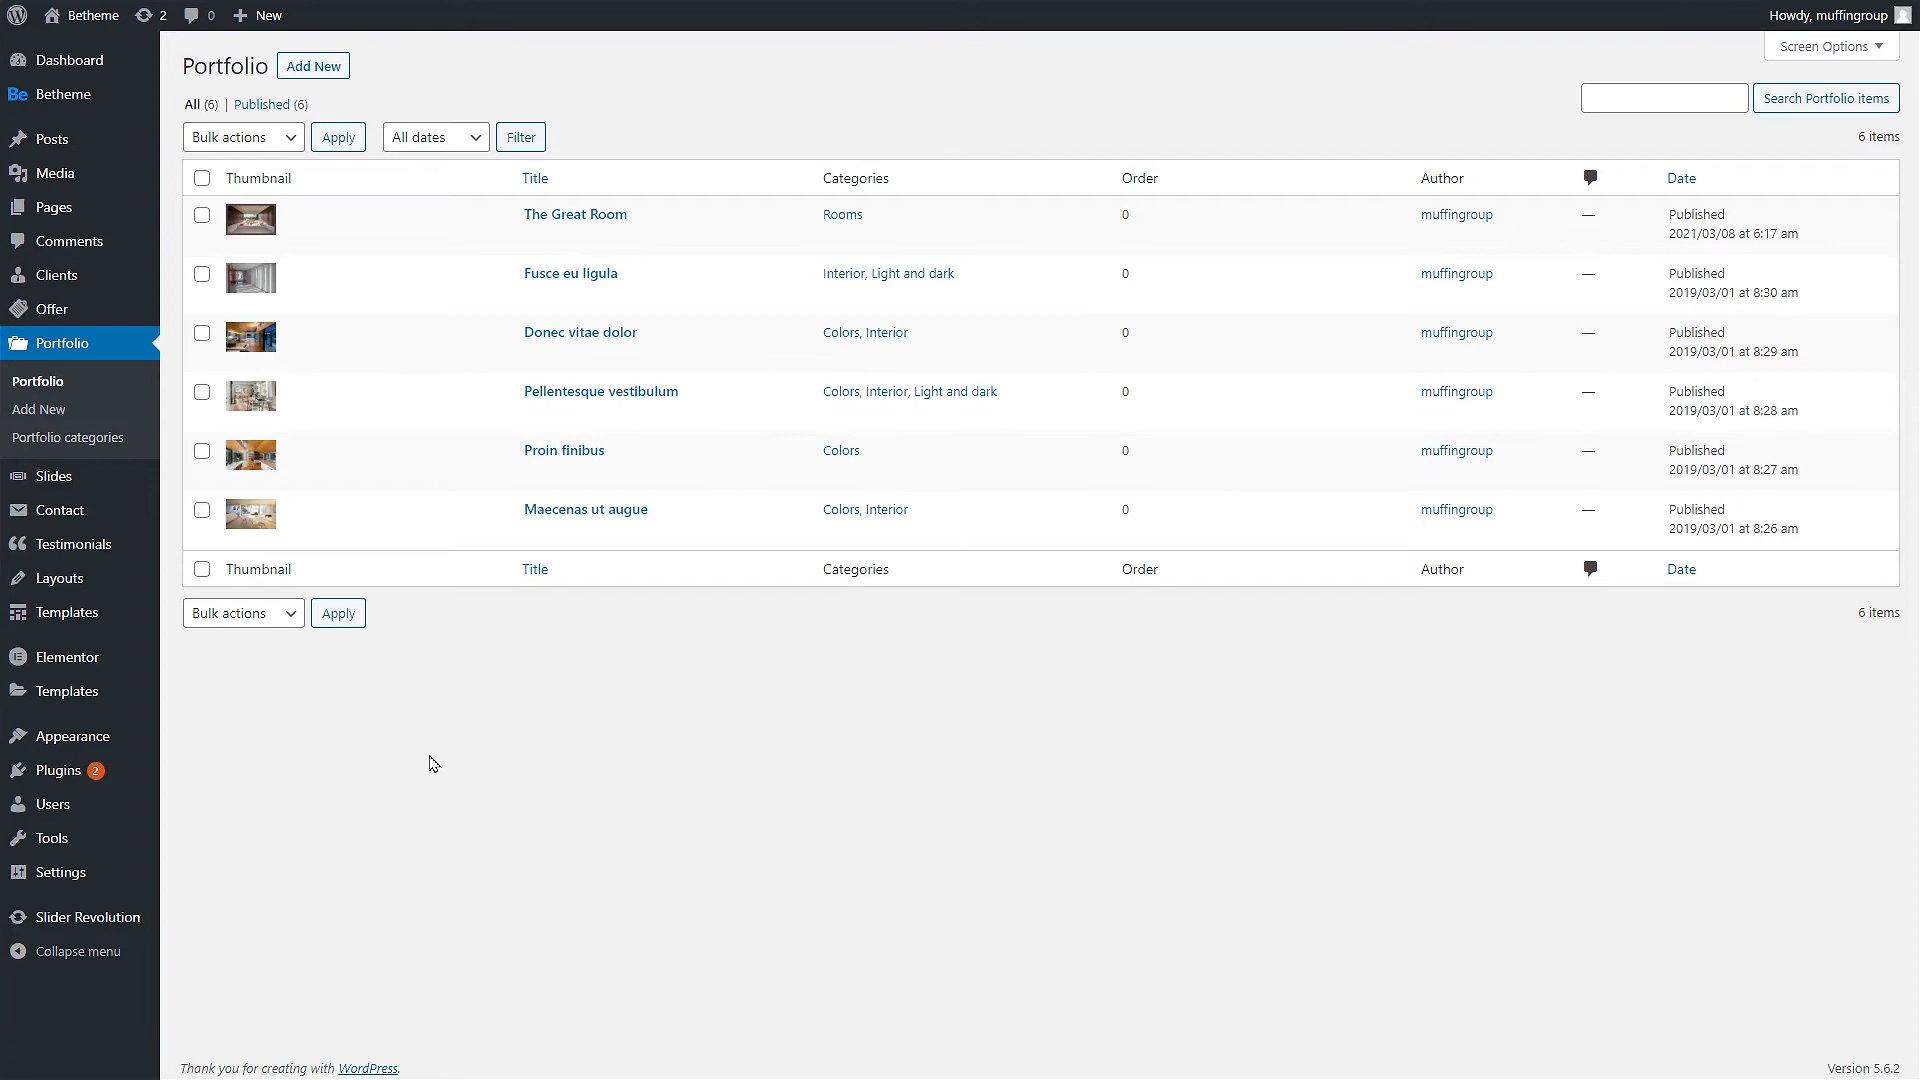 Betheme 2 0 New Howdy, muffingroup
Screen Options
Dashboard
Be Betheme
Posts
Media
Pages
Comments
Clients
Offer
Portfolio
Portfolio
Add New
Portfolio categories
Slides
Contact
Testimonials
Layouts
Templates
Elementor
Templates
Appearance
Plugins 2
Users
Tools
Settings
Slider Revolution
Collapse menu
Portfolio Add New
All (6) | Published (6) Search Portfolio items
Bulk actions Apply All dates Filter 6 items
Thumbnail Title Categories Order Author Date
The Great Room Rooms 0 muffingroup — Published
2021/03/08 at 6:17 am
Fusce eu ligula Interior, Light and dark 0 muffingroup — Published
2019/03/01 at 8:30 am
Donec vitae dolor Colors, Interior 0 muffingroup — Published
2019/03/01 at 8:29 am
Pellentesque vestibulum Colors, Interior, Light and dark 0 muffingroup — Published
2019/03/01 at 8:28 am
Proin finibus Colors 0 muffingroup — Published
2019/03/01 at 8:27 am
Maecenas ut augue Colors, Interior 0 muffingroup — Published
2019/03/01 at 8:26 am
Thumbnail Title Categories Order Author Date
Bulk actions Apply 6 items
Thank you for creating with WordPress. Version 5.6.2